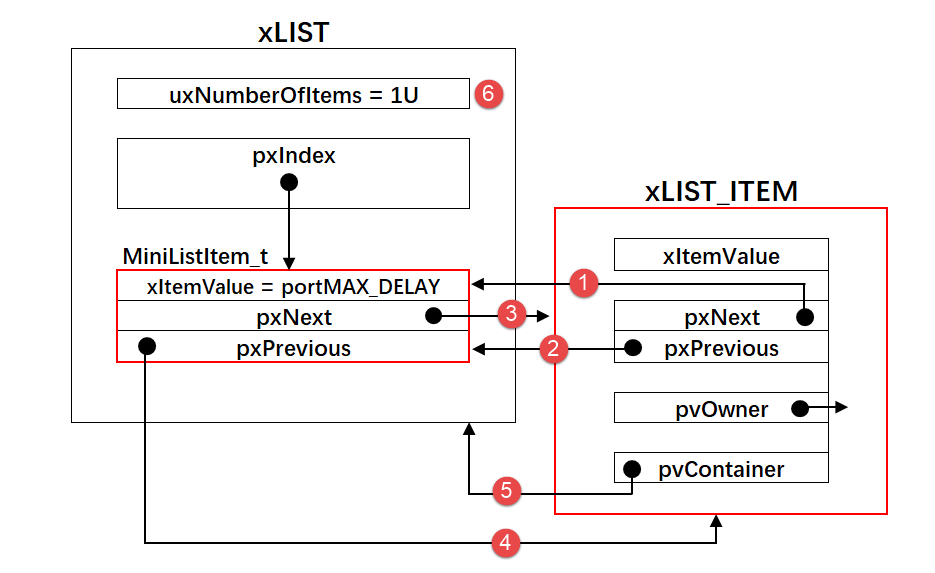 xLIST
uxNumberOfItems = 1U
6
pxIndex
xLIST_ITEM
MiniListItem_t
xItemValue
xItemValue = portMAX_DELAY
1
pxNext
3
pxNext
pxPrevious
2
pxPrevious
pvOwner
pvContainer
5
4